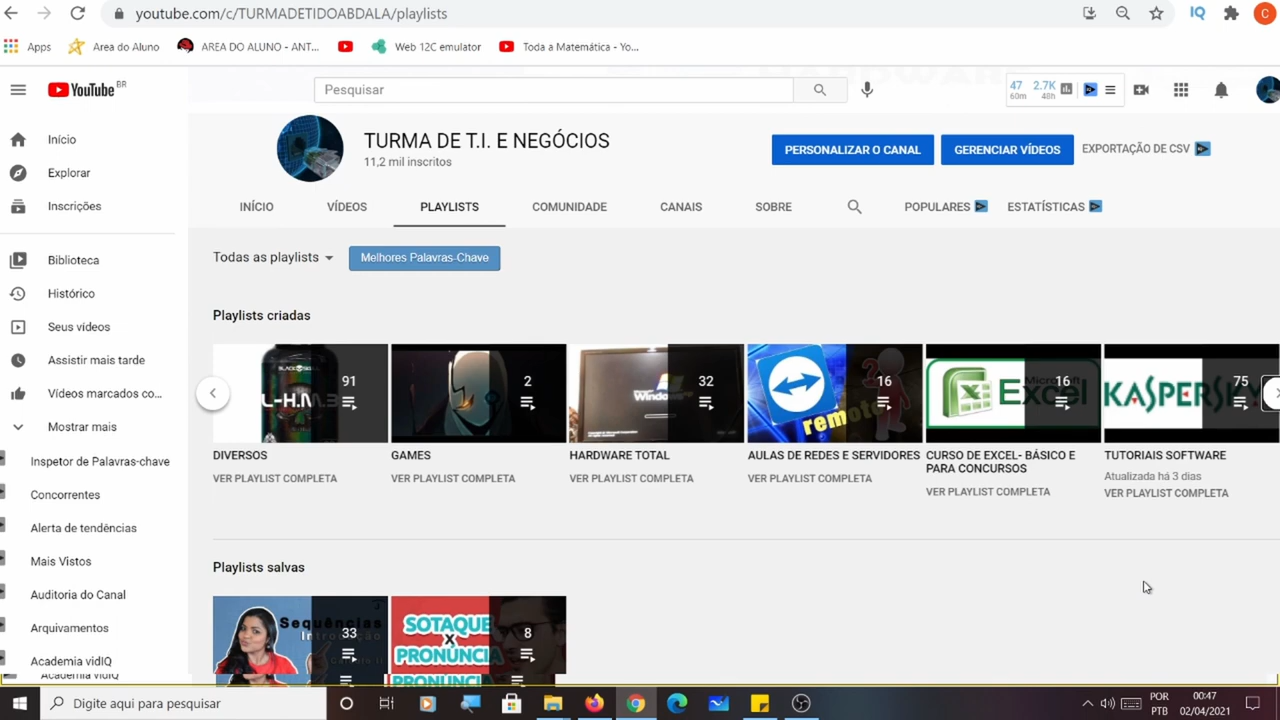 youtube.com/c/TURMADETIDOABDALA/playlists
C
Apps
Area do Aluno
AREA DO ALUNO - ANT...
Web 12C emulator
Toda a Matemática - Yo...
YouTube BR
Pesquisar
47 60m
2.7K 48h
TURMA DE T.I. E NEGÓCIOS
11,2 mil inscritos
PERSONALIZAR O CANAL
GERENCIAR VÍDEOS
EXPORTAÇÃO DE CSV
INÍCIO
VÍDEOS
PLAYLISTS
COMUNIDADE
CANAIS
SOBRE
POPULARES
ESTATÍSTICAS
Início
Explorar
Inscrições
Biblioteca
Histórico
Seus vídeos
Assistir mais tarde
Vídeos marcados co...
Mostrar mais
Inspetor de Palavras-chave
Concorrentes
Alerta de tendências
Mais Vistos
Auditoria do Canal
Arquivamentos
Academia vidIQ
Academia vidIQ
Todas as playlists
Melhores Palavras-Chave
Playlists criadas
L-H.M.3
91
DIVERSOS
VER PLAYLIST COMPLETA
2
GAMES
VER PLAYLIST COMPLETA
32
HARDWARE TOTAL
VER PLAYLIST COMPLETA
remoto
16
AULAS DE REDES E SERVIDORES
VER PLAYLIST COMPLETA
Microsoft
Excel
16
CURSO DE EXCEL- BÁSICO E
PARA CONCURSOS
VER PLAYLIST COMPLETA
KASPERSKY
75
TUTORIAIS SOFTWARE
Atualizada há 3 dias
VER PLAYLIST COMPLETA
Playlists salvas
Sequências
33
SOTAQUE
X
PRONÚNCIA
8
Digite aqui para pesquisar
POR
PTB
00:47
02/04/2021